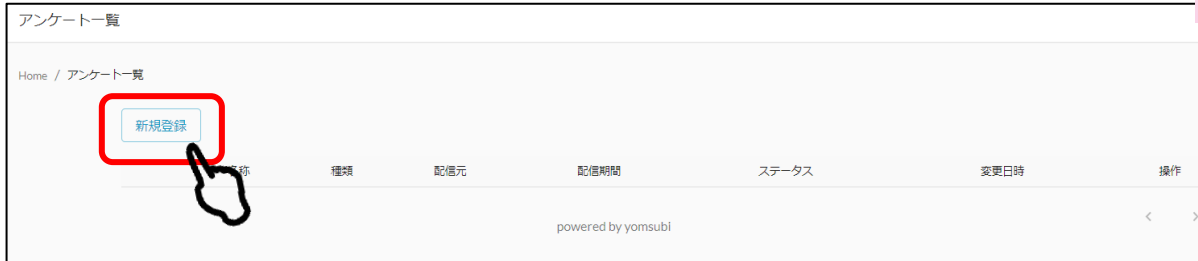 アンケート一覧
Home / アンケート一覧
新規登録
名称 種類 配信元 配信期間 ステータス 変更日時 操作
powered by yomsubi